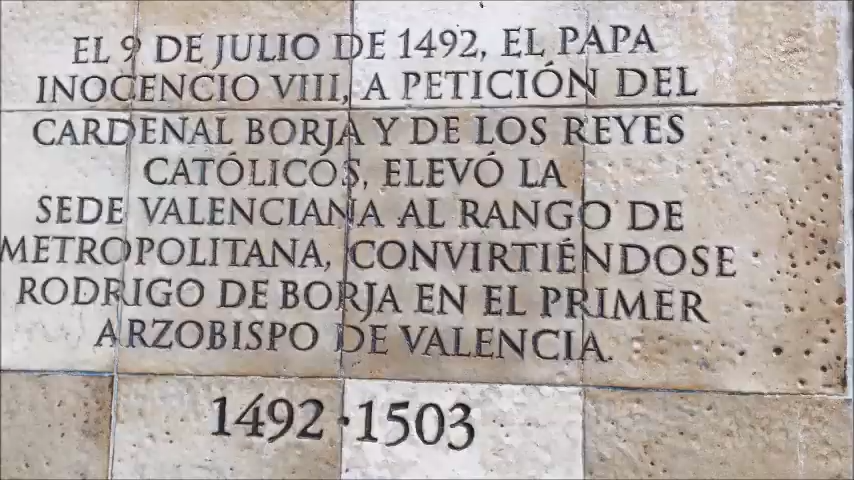 EL 9 DE JULIO DE 1492, EL PAPA
INOCENCIO VIII, A PETICIÓN DEL
CARDENAL BORJA Y DE LOS REYES
CATÓLICOS, ELEVÓ LA
SEDE VALENCIANA AL RANGO DE
METROPOLITANA, CONVIRTIÉNDOSE
RODRIGO DE BORJA EN EL PRIMER
ARZOBISPO DE VALENCIA.
1492·1503